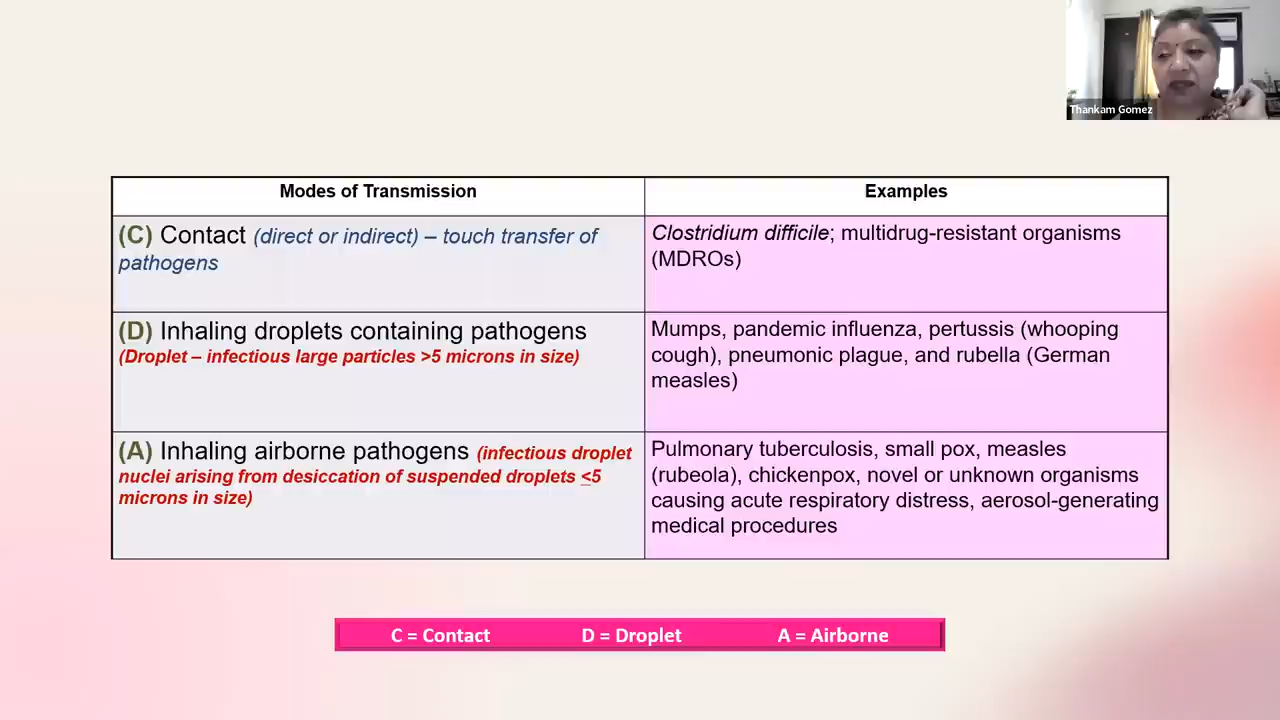 Thankam Gomez
Modes of Transmission
Examples
(C) Contact (direct or indirect) – touch transfer of
pathogens
Clostridium difficile; multidrug-resistant organisms
(MDROs)
(D) Inhaling droplets containing pathogens
(Droplet – infectious large particles >5 microns in size)
Mumps, pandemic influenza, pertussis (whooping
cough), pneumonic plague, and rubella (German
measles)
(A) Inhaling airborne pathogens (infectious droplet
nuclei arising from desiccation of suspended droplets ≤5
microns in size)
Pulmonary tuberculosis, small pox, measles
(rubeola), chickenpox, novel or unknown organisms
causing acute respiratory distress, aerosol-generating
medical procedures
C = Contact D = Droplet A = Airborne